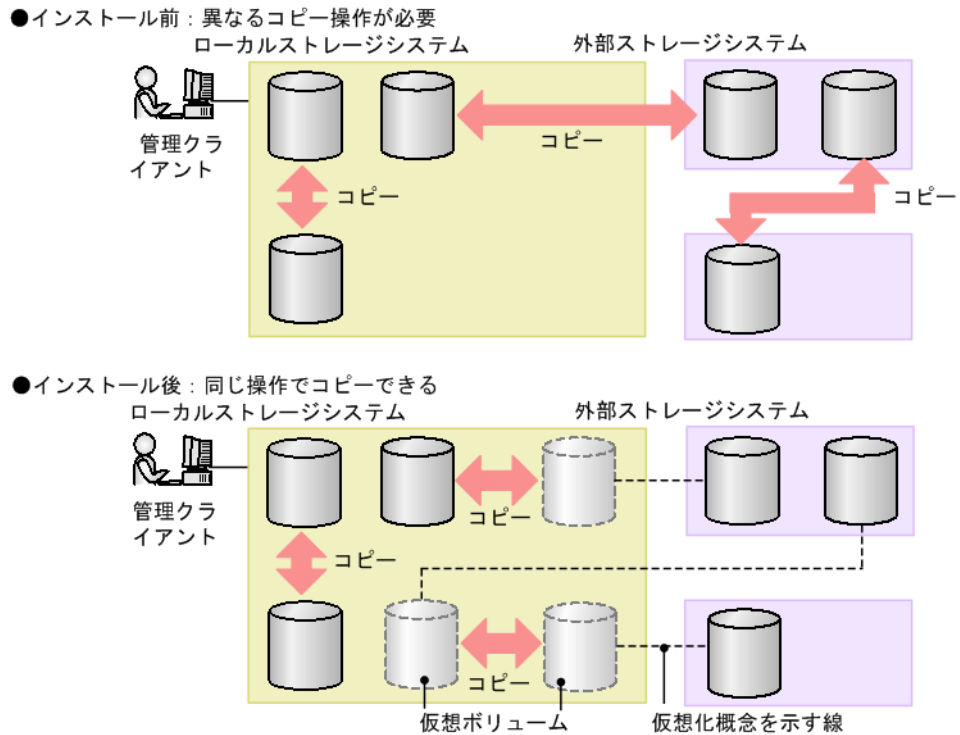 ●インストール前：異なるコピー操作が必要
ローカルストレージシステム
外部ストレージシステム
管理クラ
イアント
コピー
コピー
コピー
●インストール後：同じ操作でコピーできる
ローカルストレージシステム
外部ストレージシステム
管理クラ
イアント
コピー
コピー
コピー
仮想ボリューム
仮想化概念を示す線